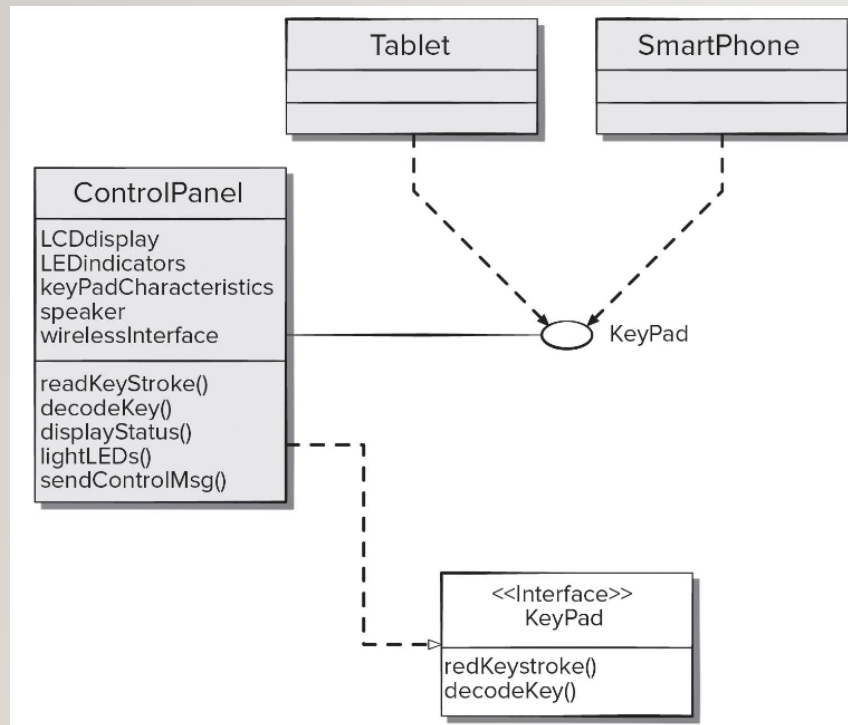 Tablet
SmartPhone
ControlPanel
LCDdisplay
LEDindicators
keyPadCharacteristics
speaker
wirelessInterface
KeyPad
readKeyStroke()
decodeKey()
displayStatus()
lightLEDs()
sendControlMsg()
<<Interface>>
KeyPad
redKeystroke()
decodeKey()